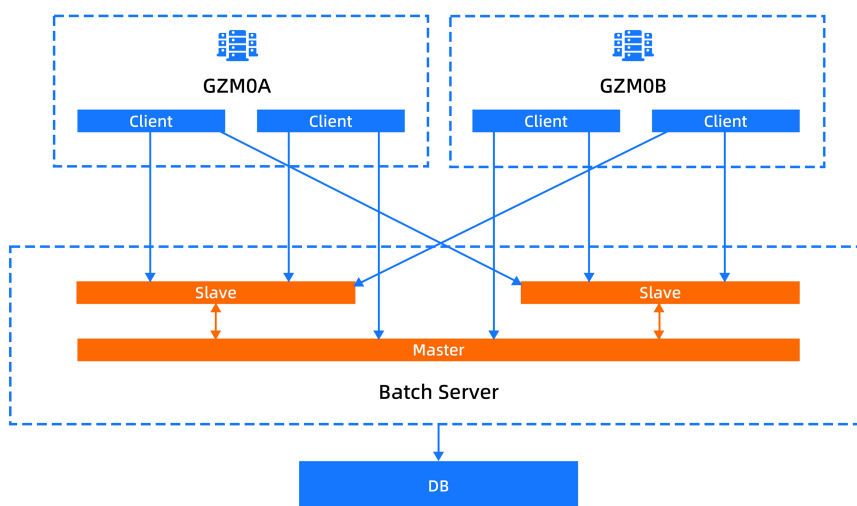 GZM0A
GZM0B
Client
Client
Client
Client
Slave
Slave
Master
Batch Server
DB